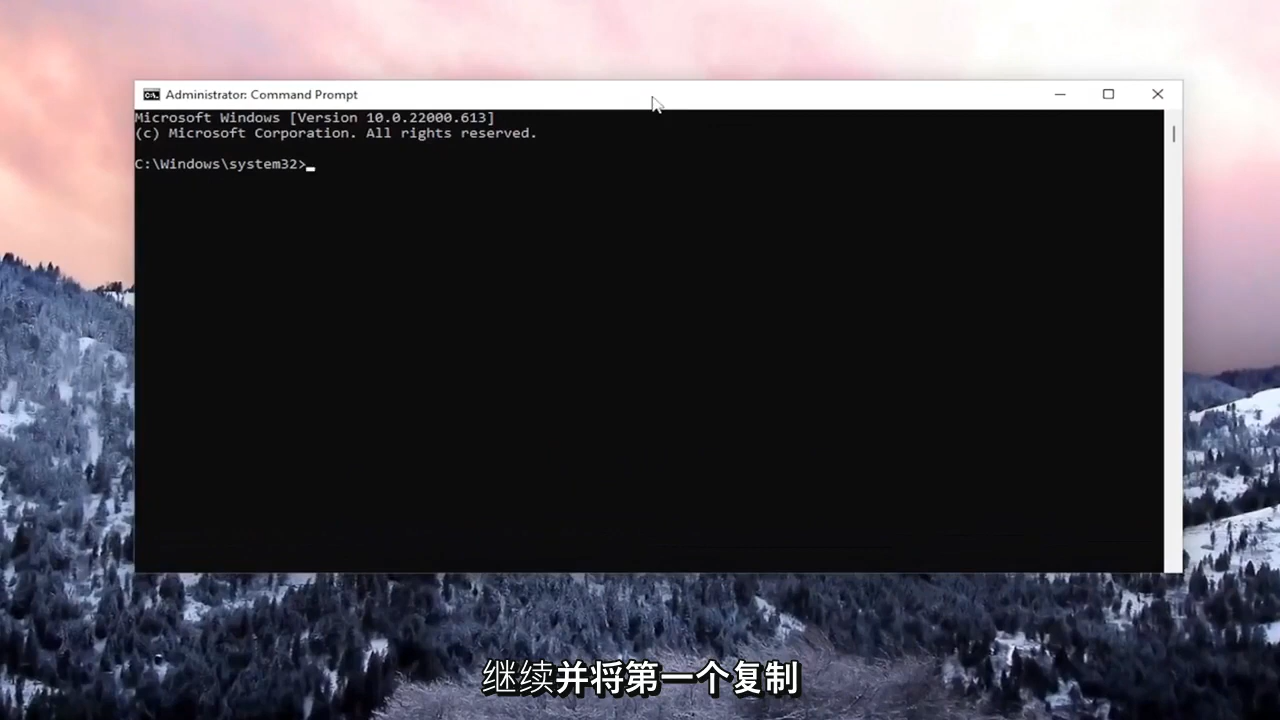 Administrator: Command Prompt
Microsoft Windows [Version 10.0.22000.613]
(c) Microsoft Corporation. All rights reserved.
C:\Windows\system32>
继续并将第一个复制